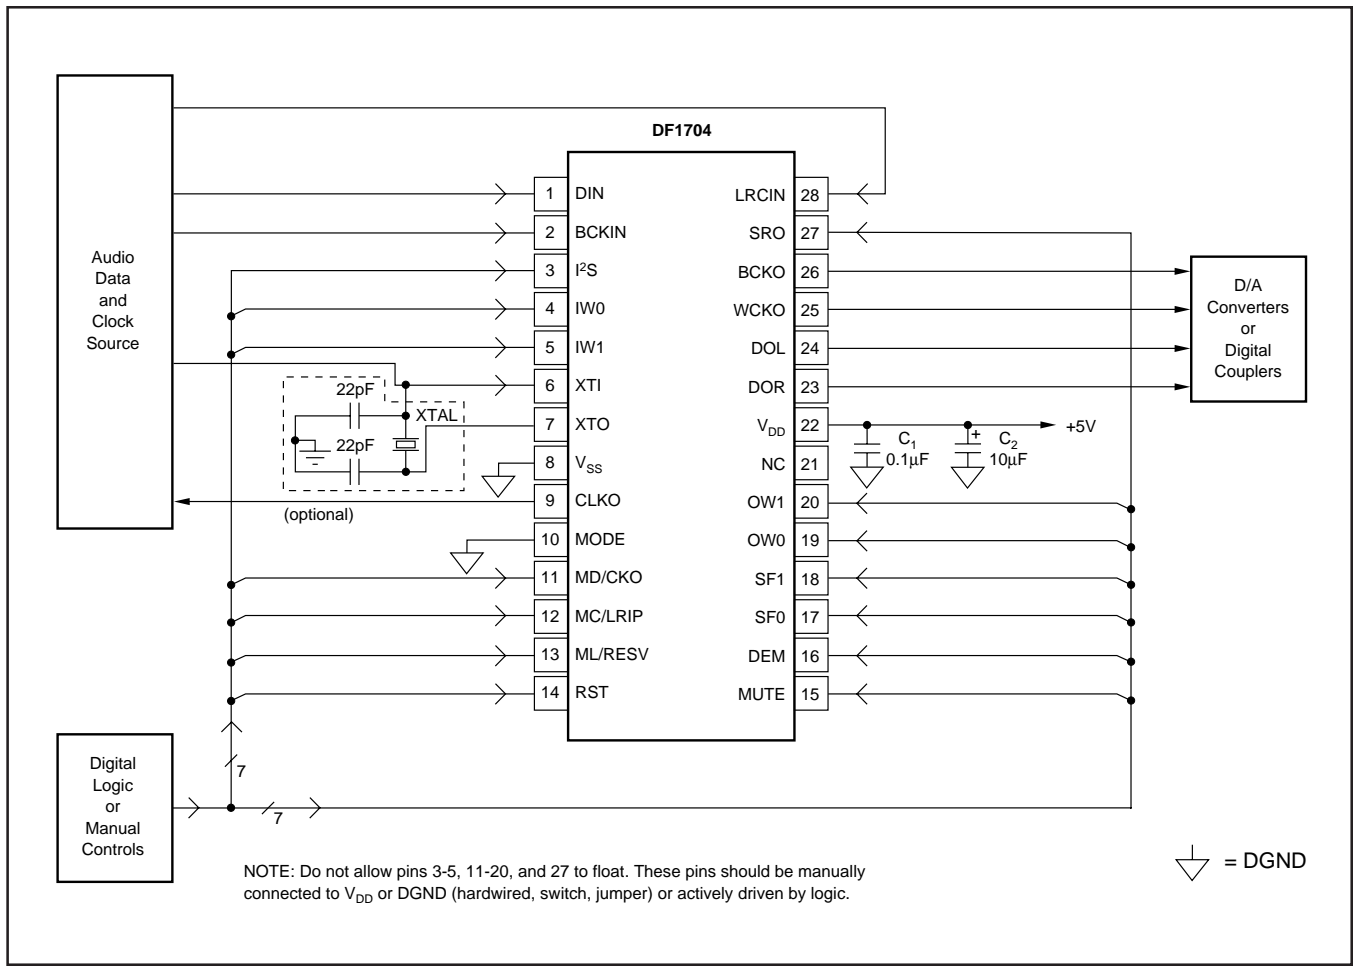 DF1704
Audio
Data
and
Clock
Source
1 DIN
2 BCKIN
3 I²S
4 IW0
5 IW1
6 XTI
7 XTO
8 VSS
9 CLKO
10 MODE
11 MD/CKO
12 MC/LRIP
13 ML/RESV
14 RST
22pF
XTAL
22pF
(optional)
LRCIN 28
SRO 27
BCKO 26
WCKO 25
DOL 24
DOR 23
VDD 22
NC 21
OW1 20
OW0 19
SF1 18
SF0 17
DEM 16
MUTE 15
D/A
Converters
or
Digital
Couplers
+5V
C1
0.1µF
+
C2
10µF
Digital
Logic
or
Manual
Controls
7
7
= DGND
NOTE: Do not allow pins 3-5, 11-20, and 27 to float. These pins should be manually
connected to VDD or DGND (hardwired, switch, jumper) or actively driven by logic.